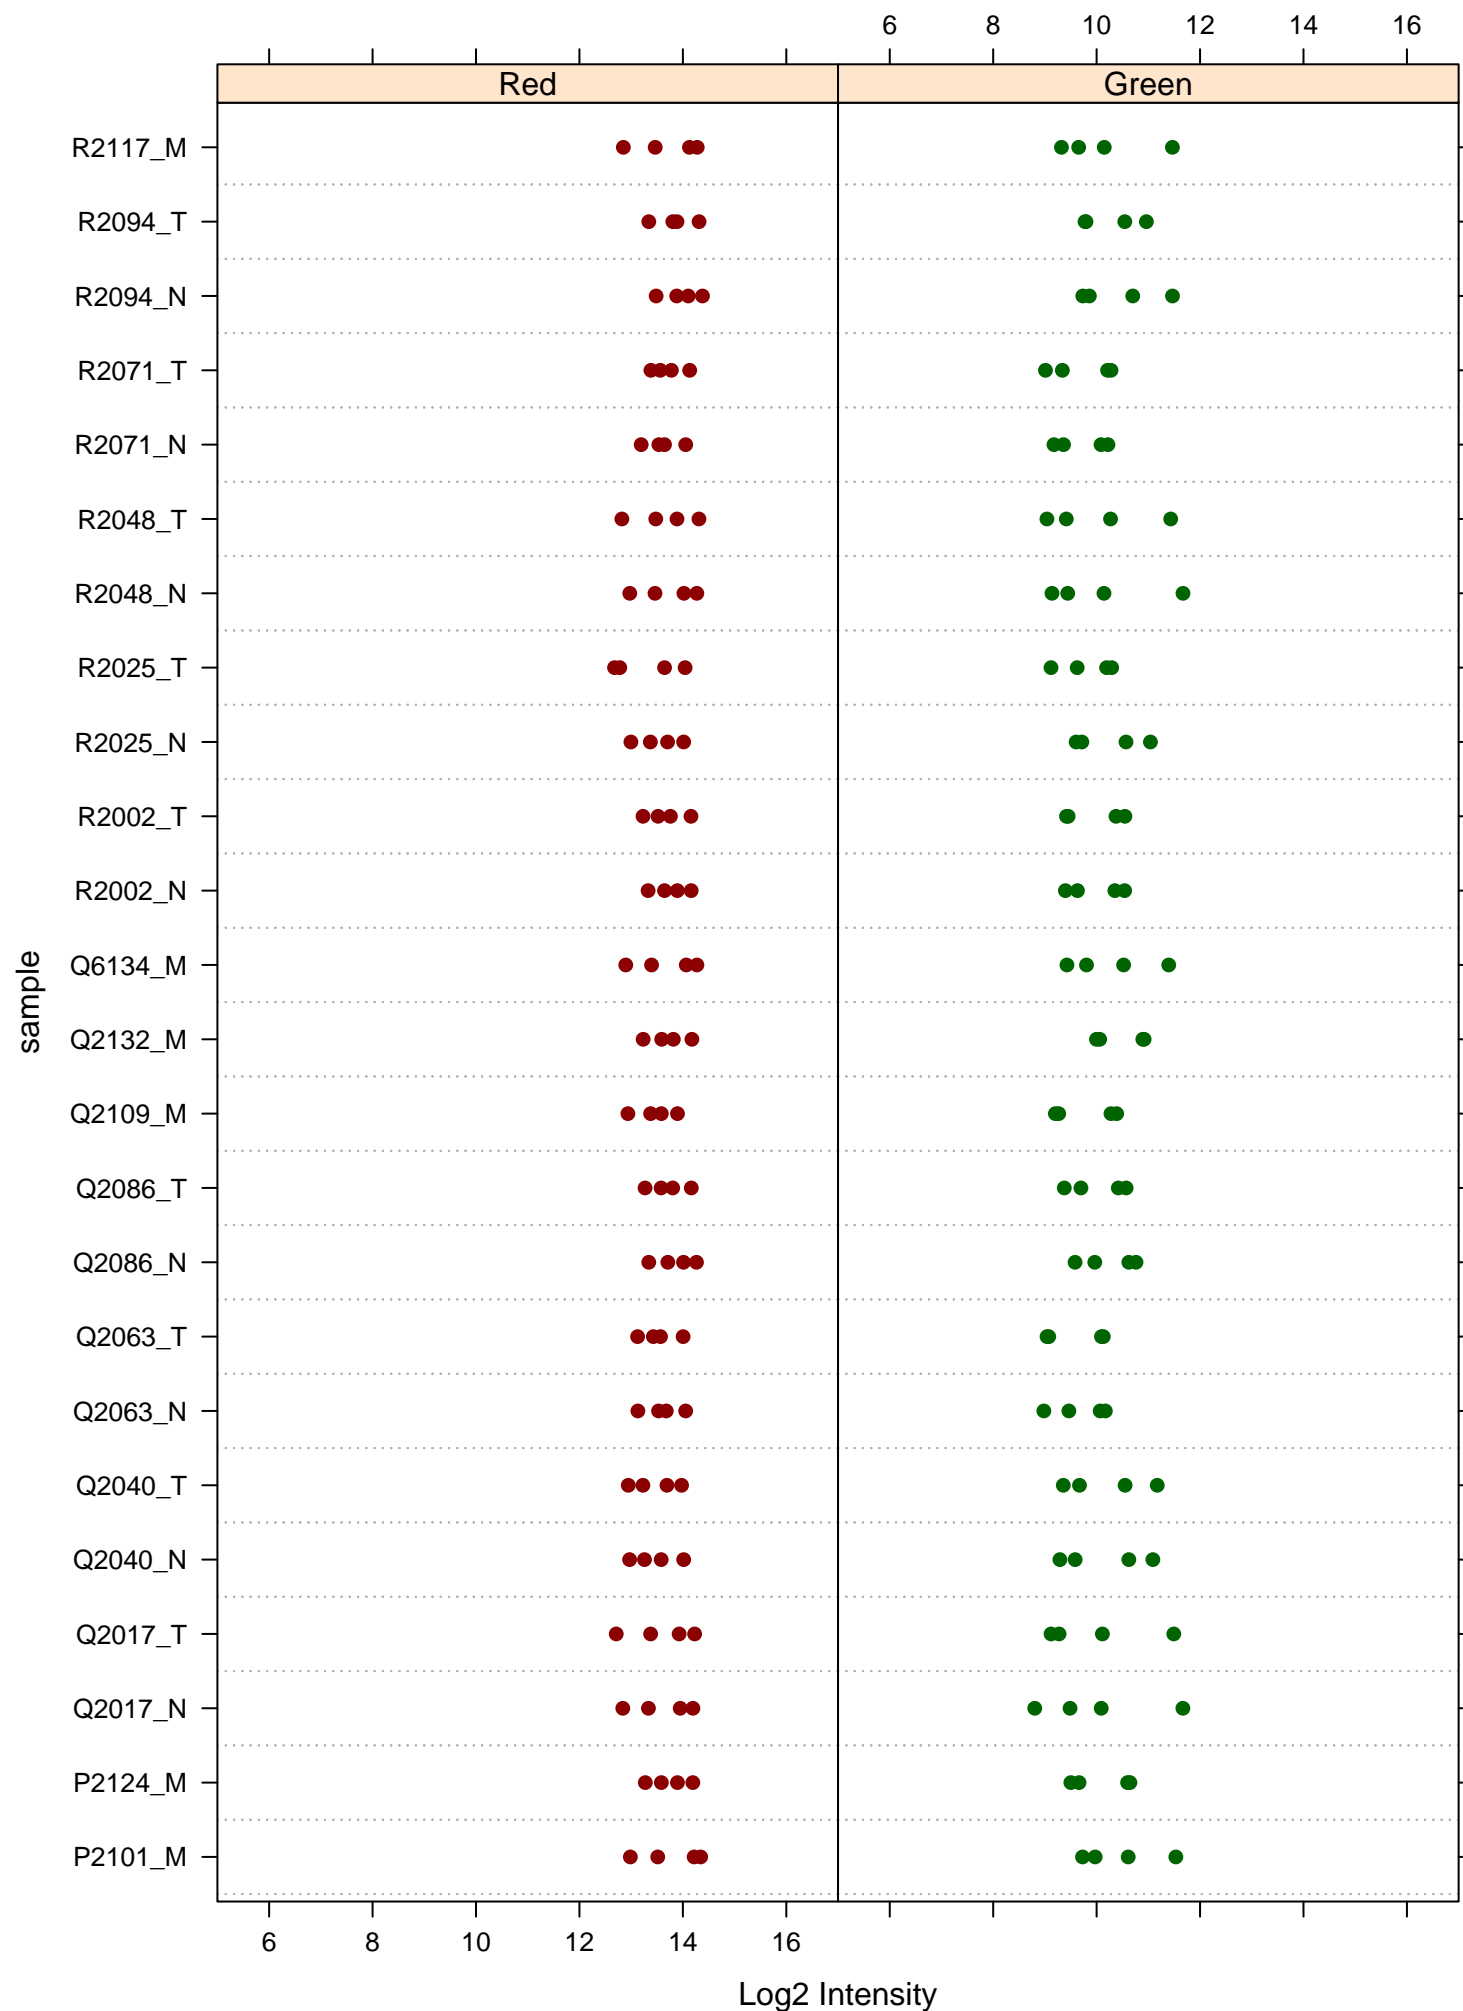 6 8 10 12 14 16
Red Green
R2117_M
R2094_T
R2094_N
R2071_T
R2071_N
R2048_T
R2048_N
R2025_T
R2025_N
R2002_T
R2002_N
Q6134_M
Q2132_M
Q2109_M
Q2086_T
Q2086_N
Q2063_T
Q2063_N
Q2040_T
Q2040_N
Q2017_T
Q2017_N
P2124_M
P2101_M
sample
6 8 10 12 14 16
Log2 Intensity